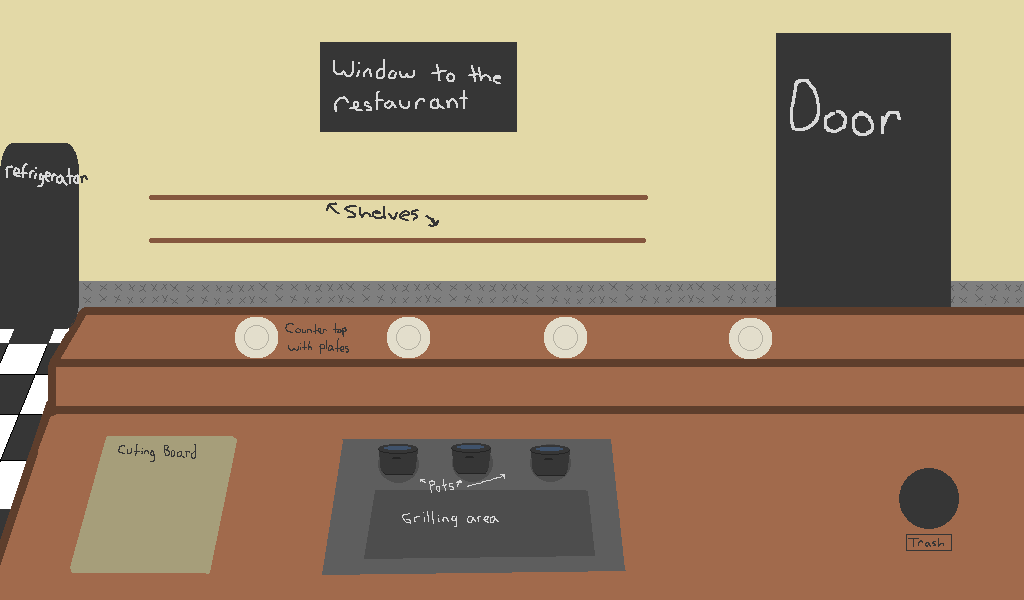 Window to the
restaurant
Door
refrigerator
Shelves
Counter top
with plates
Cuting Board
Pots
Grilling area
Trash